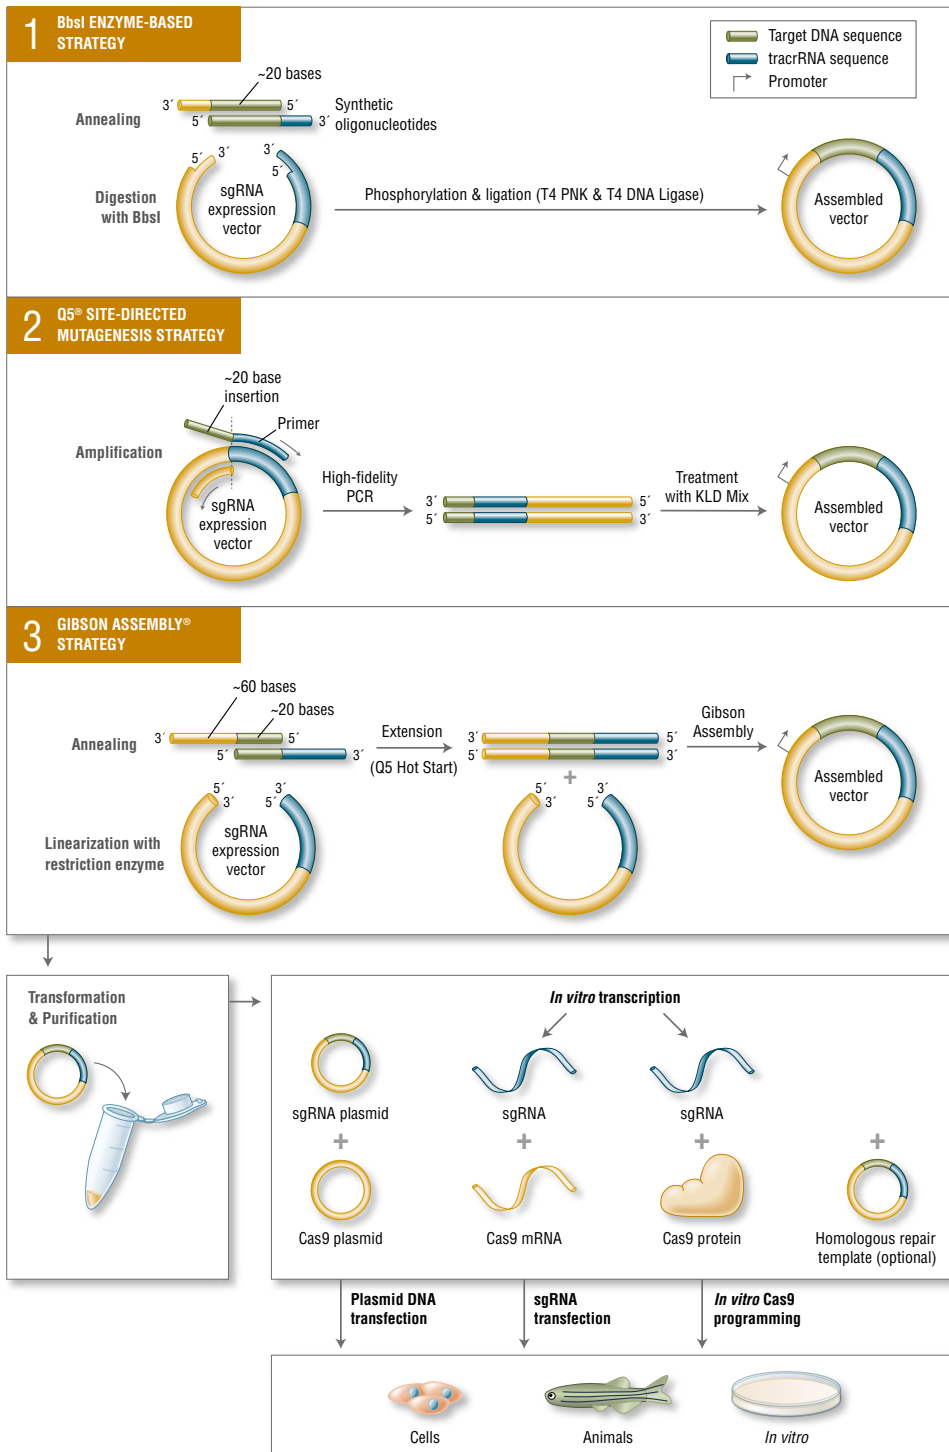 1 BbsI ENZYME-BASED
STRATEGY
Target DNA sequence
tracrRNA sequence
Promoter
~20 bases
3´ 5´
5´ 3´
Synthetic
oligonucleotides
Annealing
5´ 3´ 3´
5´
sgRNA
expression
vector
Digestion
with BbsI
Phosphorylation & ligation (T4 PNK & T4 DNA Ligase)
Assembled
vector
2 Q5® SITE-DIRECTED
MUTAGENESIS STRATEGY
~20 base
insertion
Primer
Amplification
sgRNA
expression
vector
High-fidelity
PCR
3´ 5´
5´ 3´
Treatment
with KLD Mix
Assembled
vector
3 GIBSON ASSEMBLY®
STRATEGY
~60 bases
~20 bases
3´ 5´
5´ 3´
Annealing
Extension
(Q5 Hot Start)
3´ 5´
5´ 3´
+
Gibson
Assembly
Assembled
vector
5´ 3´
3´ 5´
sgRNA
expression
vector
Linearization with
restriction enzyme
5´ 3´
3´ 5´
Transformation
& Purification
In vitro transcription
sgRNA plasmid
sgRNA
sgRNA
+ + + +
Cas9 plasmid
Cas9 mRNA
Cas9 protein
Homologous repair
template (optional)
Plasmid DNA
transfection
sgRNA
transfection
In vitro Cas9
programming
Cells
Animals
In vitro